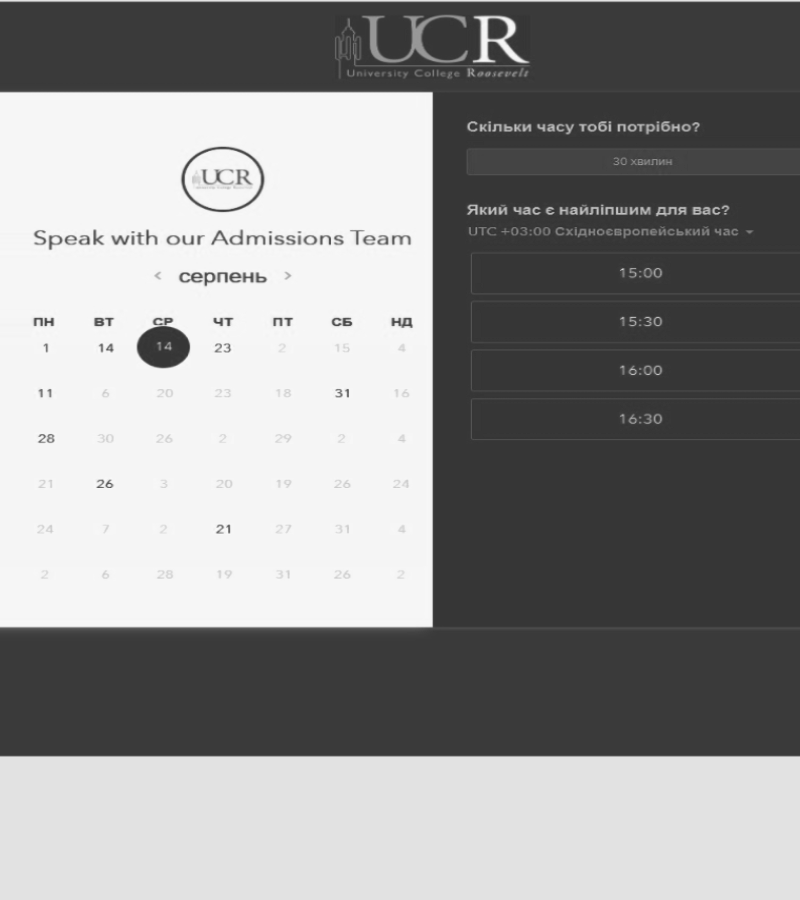 UCR
University College Roosevelt
UCR
Speak with our Admissions Team
< серпень >
ПН ВТ СР ЧТ ПТ СБ НД
1 14 14 23 2 15 4
11 6 20 23 18 31 16
28 30 26 2 29 2 4
21 26 3 20 19 26 24
24 7 2 21 27 31 4
2 6 28 19 31 26 2
Скільки часу тобі потрібно?
30 хвилин
Який час є найліпшим для вас?
UTC +03:00 Східноєвропейський час
15:00
15:30
16:00
16:30